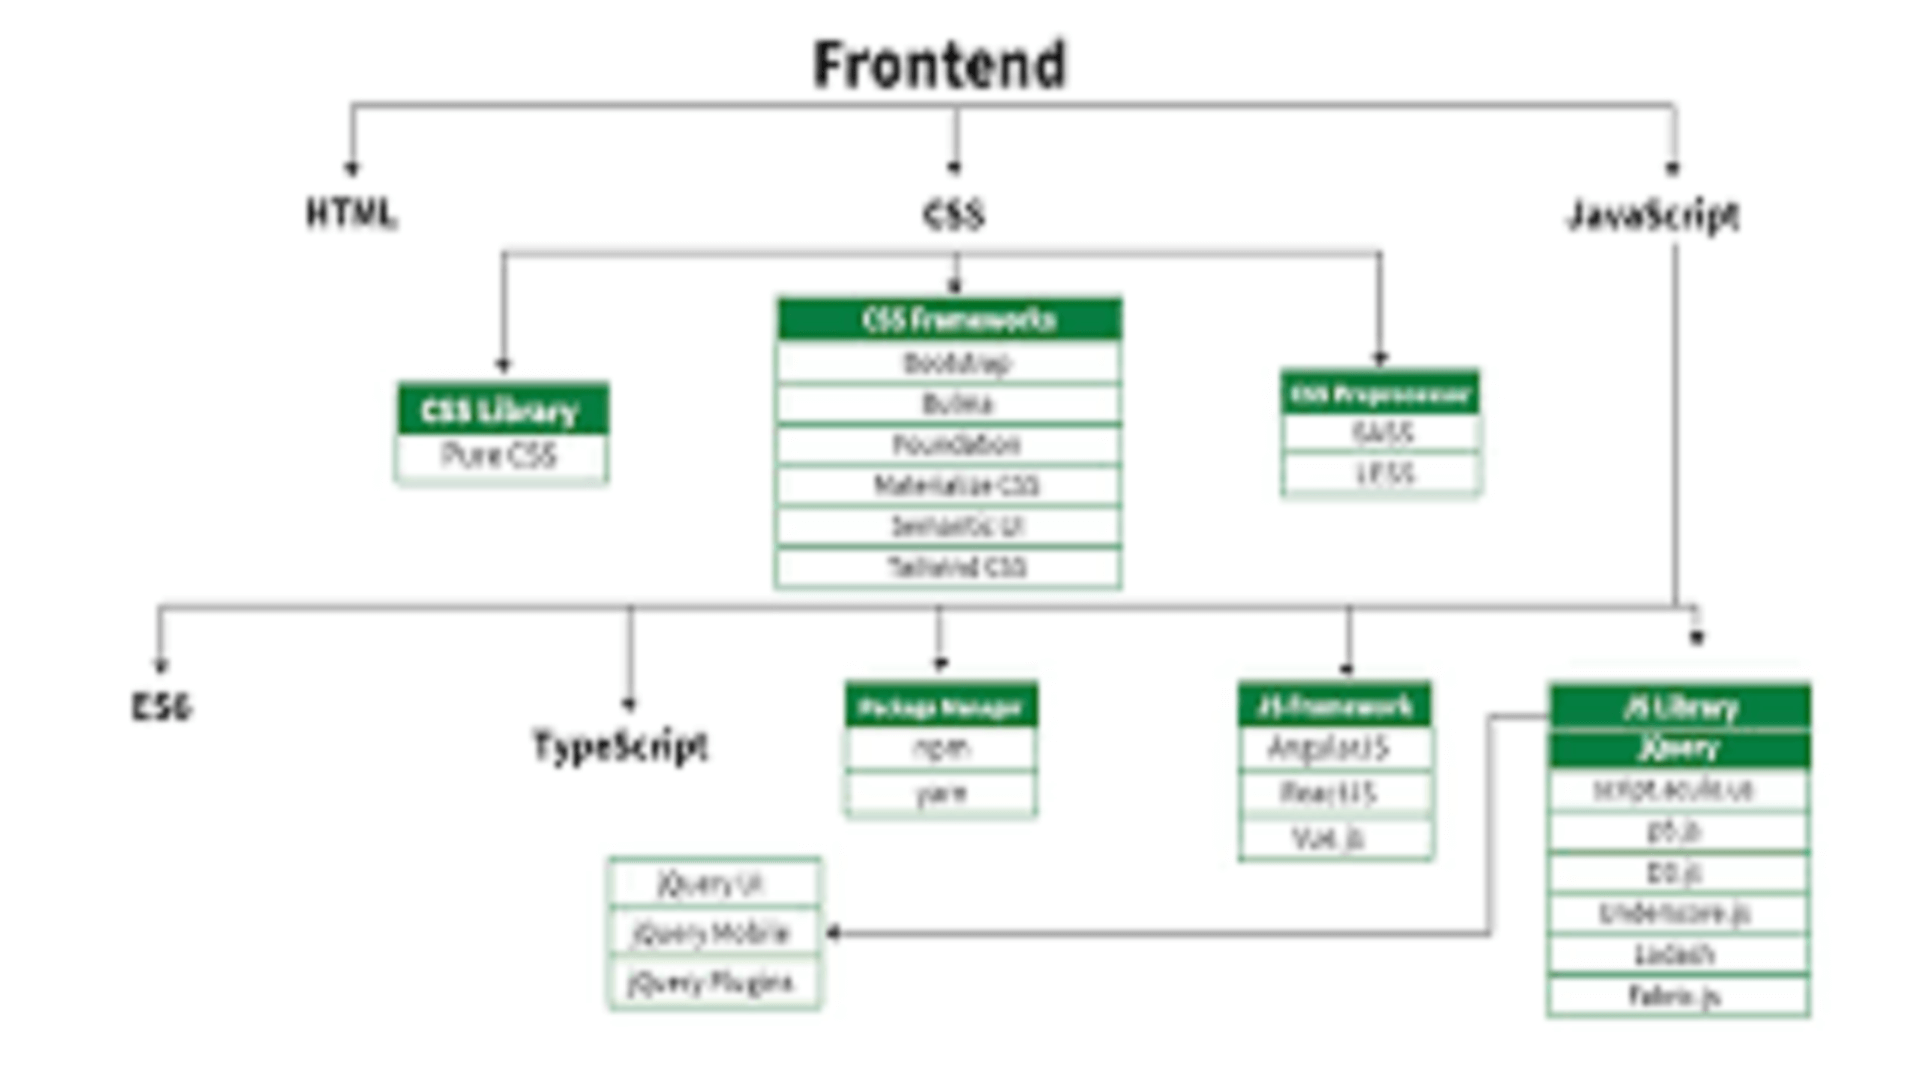 Frontend
HTML
CSS
JavaScript
CSS Frameworks
Bootstrap
Bulma
Foundation
Materialize CSS
Semantic UI
Tailwind CSS
CSS Library
Pure CSS
CSS Preprocessor
SASS
LESS
ES6
TypeScript
Package Manager
npm
yarn
JS Framework
AngularJS
ReactJS
Vue.js
JS Library
jQuery
script.aculo.us
p5.js
D3.js
Underscore.js
Lodash
Fabric.js
jQuery UI
jQuery Mobile
jQuery Plugins